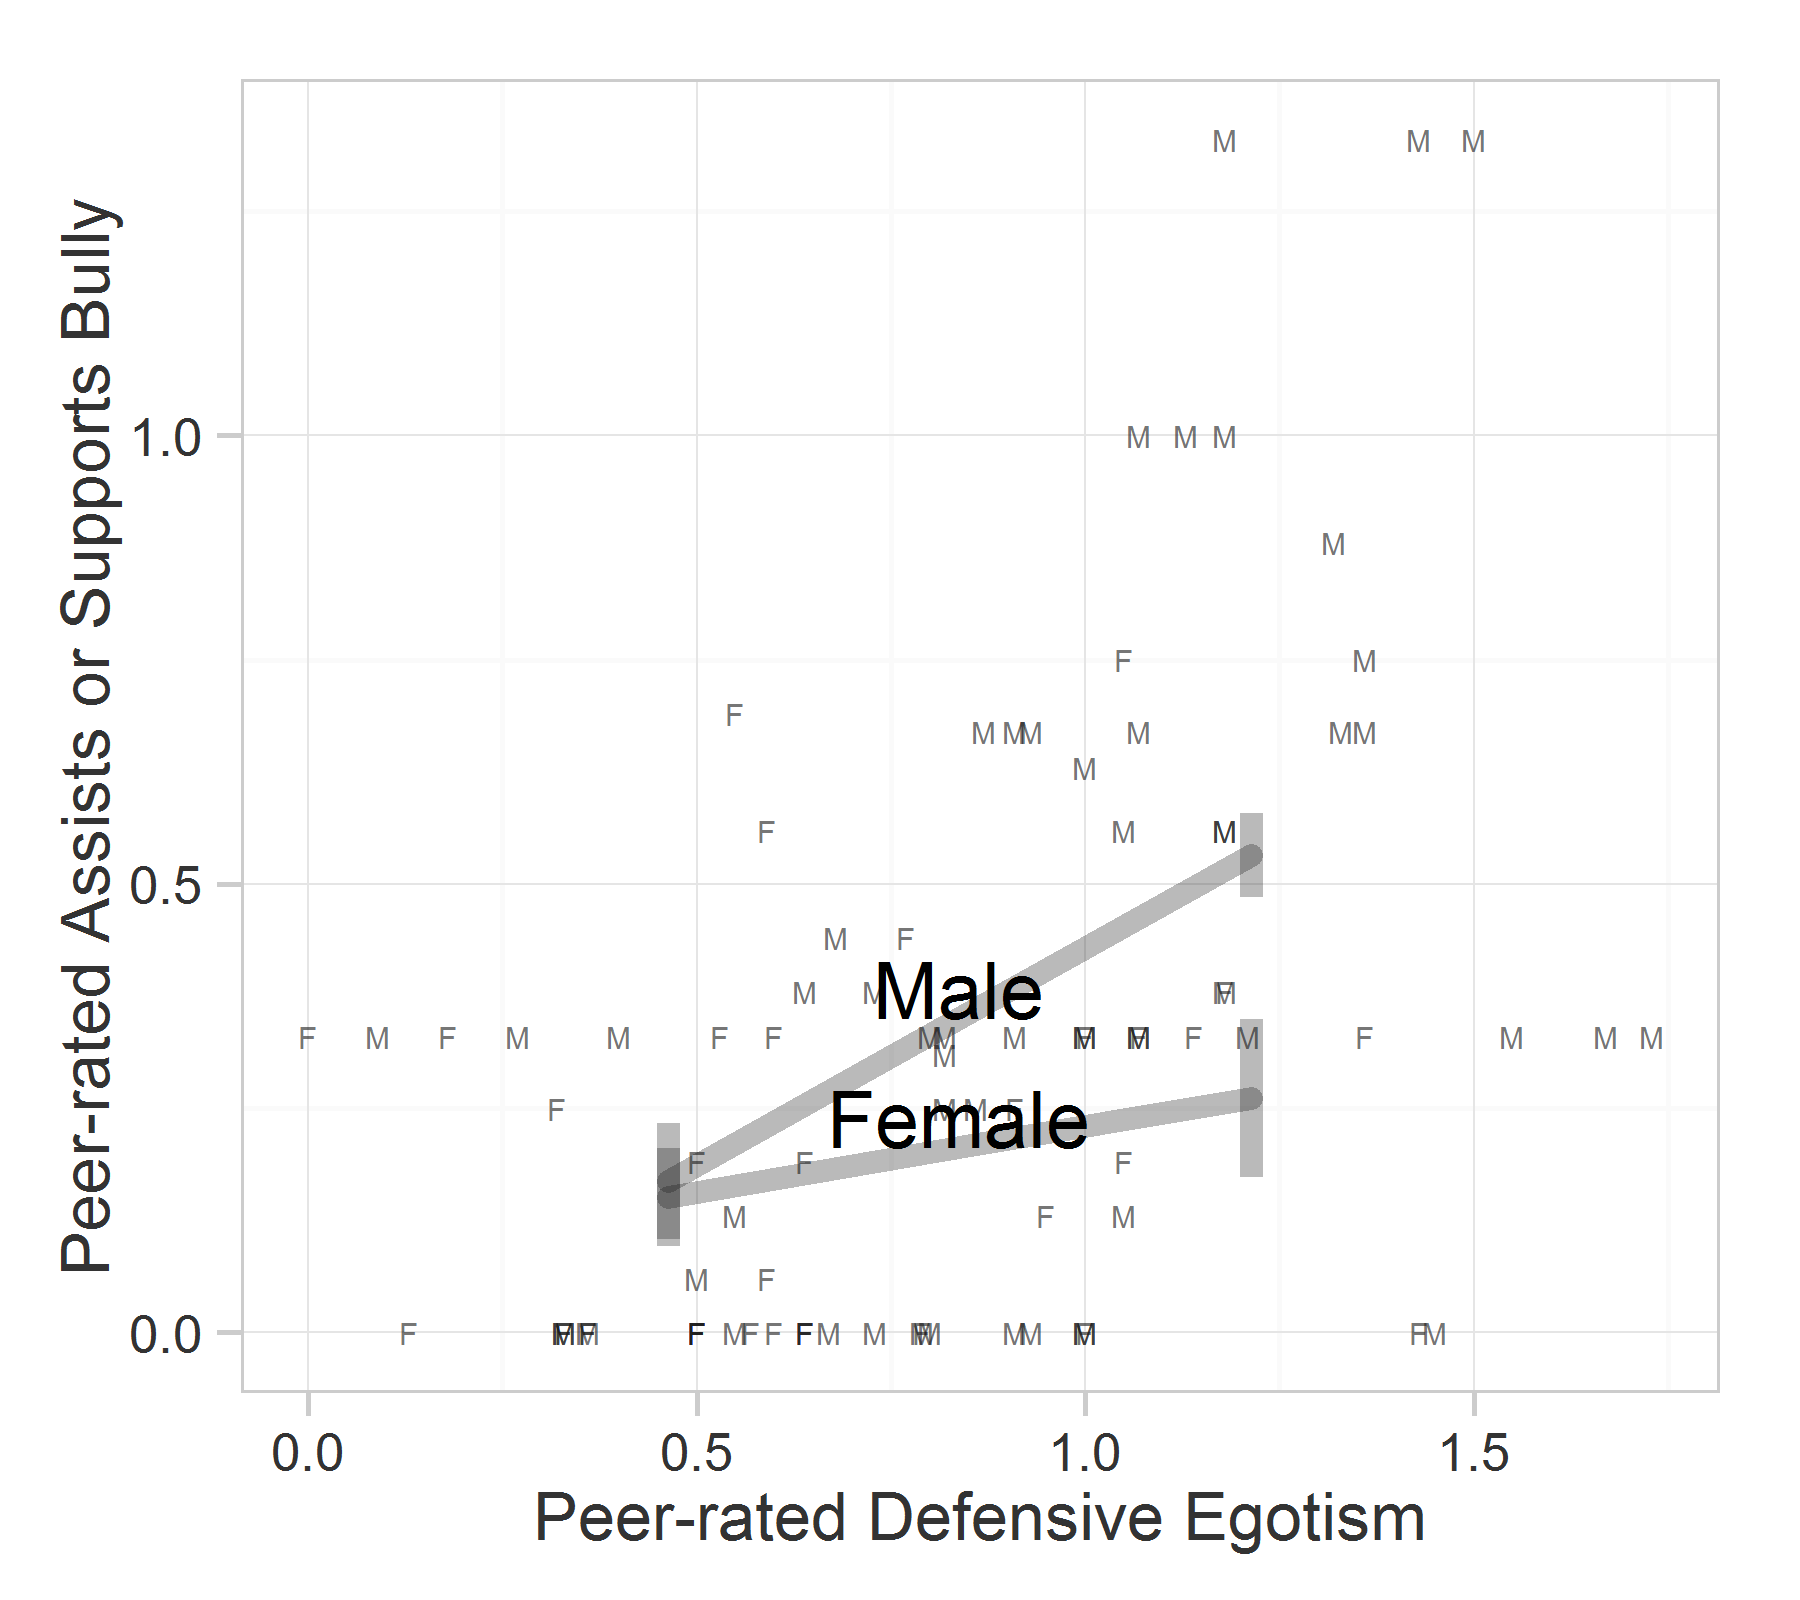 Peer-rated Assists or Supports Bully
1.0
0.5
0.0
M M M
M M M
M
F M
F
M M M M M M
M
F M M
M F
Male
M M M F
F M F M M F F M M M M F M M F M F M M M
M
F M M F
Female
F F F
M F M
M F
F F F F M F F F M M F M M M M F M
0.0 0.5 1.0 1.5
Peer-rated Defensive Egotism